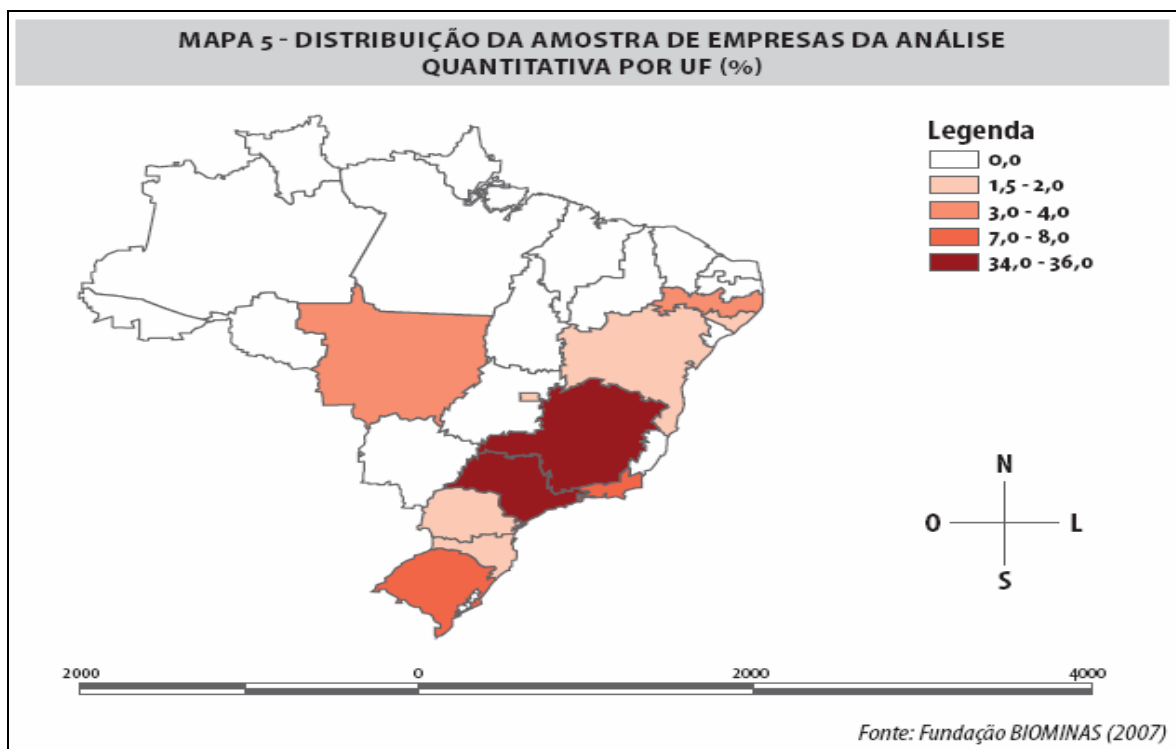 MAPA 5 - DISTRIBUIÇÃO DA AMOSTRA DE EMPRESAS DA ANÁLISE
QUANTITATIVA POR UF (%)
Legenda
0,0
1,5 - 2,0
3,0 - 4,0
7,0 - 8,0
34,0 - 36,0
N
O
L
S
2000
0
2000
4000
Fonte: Fundação BIOMINAS (2007)